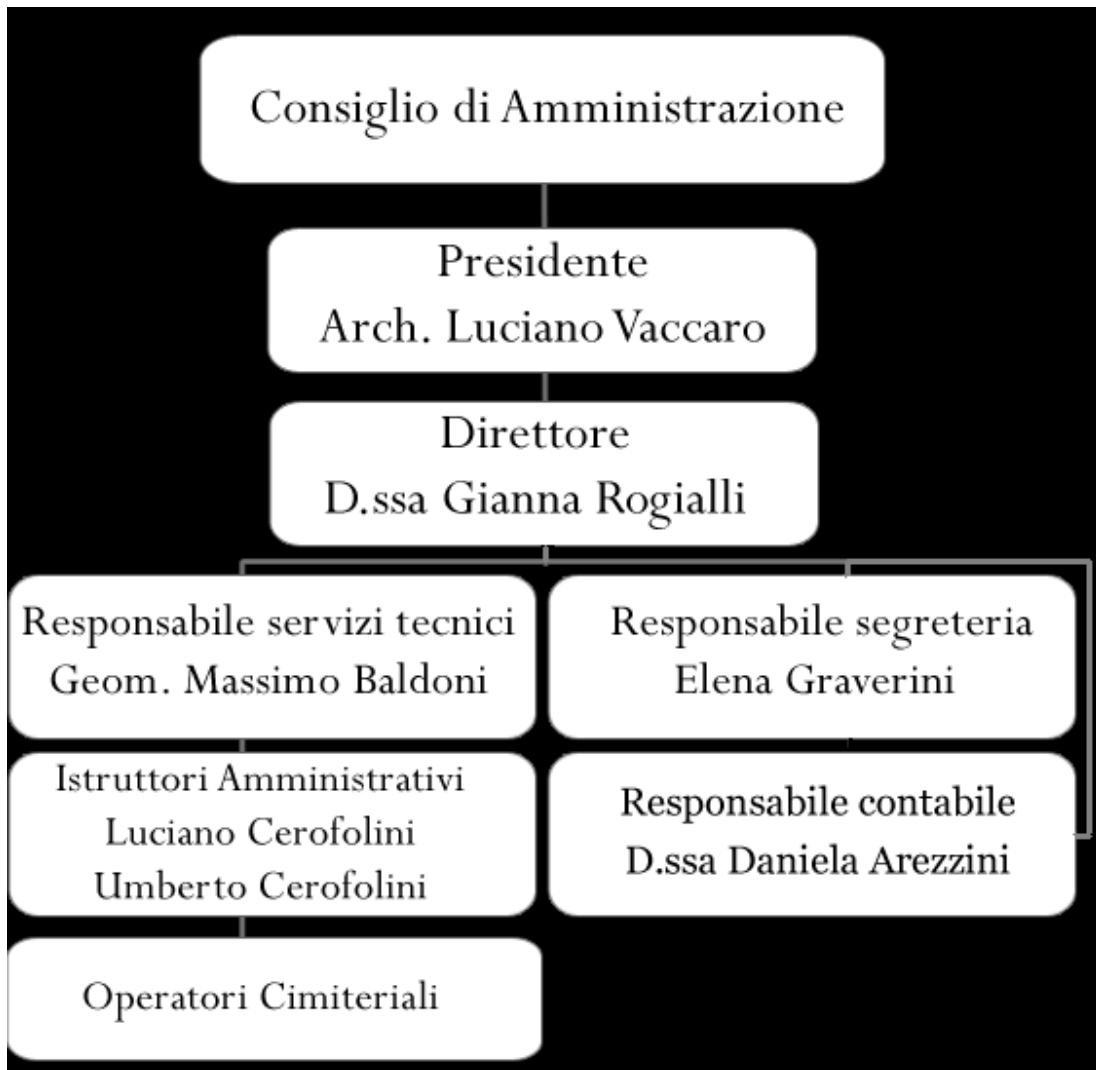 Consiglio di Amministrazione
Presidente
Arch. Luciano Vaccaro
Direttore
D.ssa Gianna Rogialli
Responsabile servizi tecnici
Geom. Massimo Baldoni
Responsabile segreteria
Elena Graverini
Istruttori Amministrativi
Luciano Cerofolini
Umberto Cerofolini
Responsabile contabile
D.ssa Daniela Arezzini
Operatori Cimiteriali